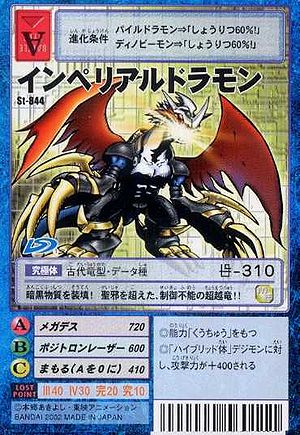 進化条件
パイルドラモン⇒「しょうりつ60%!」
ディノビーモン⇒「しょうりつ60%!」
インペリアルドラモン
St-844
究極体 古代竜型・データ種 -310
暗黒物質を装填! 聖邪を超えた、制御不能の超越竜!!
A メガデス 720
B ポジトロンレーザー 600
C まもる(Aを0に) 410
◎能力「くうちゅう」をもつ
◎「ハイブリッド体」デジモンに対し、攻撃力が+400される
LOST POINT Ⅲ40 Ⅳ30 完20 究10
©本郷あきよし・東映アニメーション
BANDAI 2002 MADE IN JAPAN